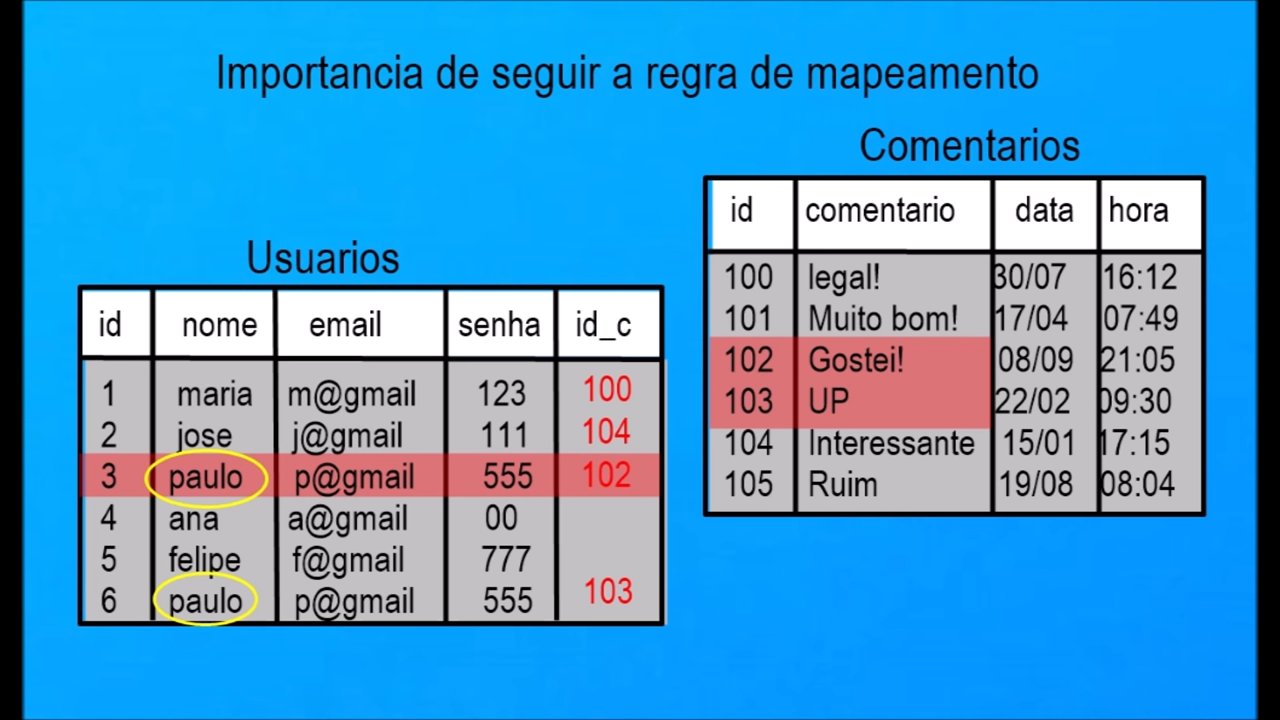 Importancia de seguir a regra de mapeamento
Comentarios
id comentario data hora
100 legal! 30/07 16:12
101 Muito bom! 17/04 07:49
102 Gostei! 08/09 21:05
103 UP 22/02 09:30
104 Interessante 15/01 17:15
105 Ruim 19/08 08:04
Usuarios
id nome email senha id_c
1 maria m@gmail 123 100
2 jose j@gmail 111 104
3 paulo p@gmail 555 102
4 ana a@gmail 00
5 felipe f@gmail 777
6 paulo p@gmail 555 103